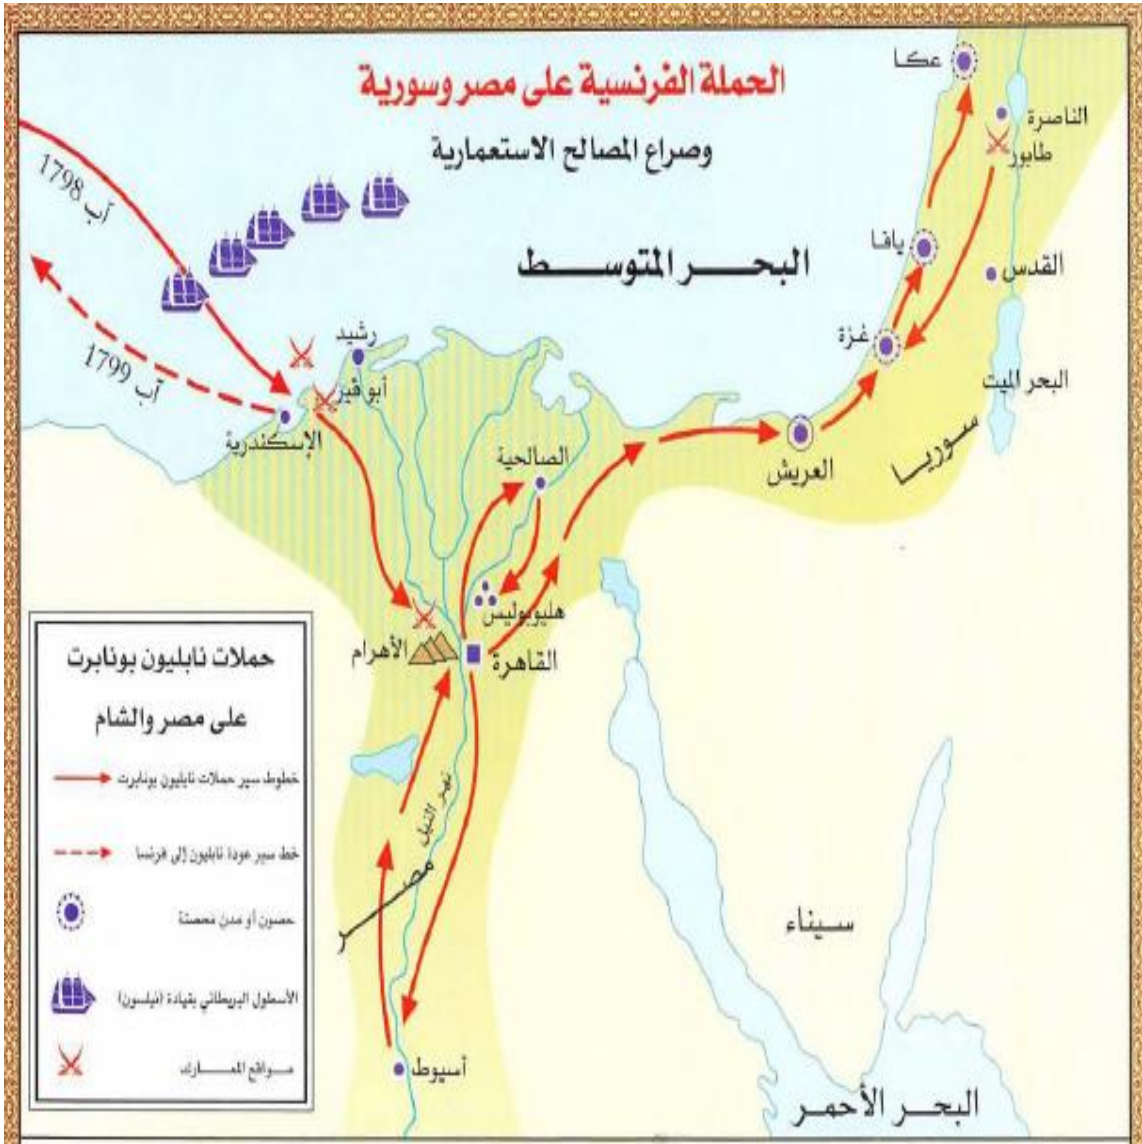 الحملة الفرنسية على مصر وسورية
وصراع المصالح الاستعمارية
عكا
الناصرة
طابور
آب 1798
البحر المتوسط
يافا
القدس
رشيد
غزة
آب 1799
أبو قير
البحر الميت
الإسكندرية
سوريا
الصالحية
العريش
هليوبوليس
الأهرام
القاهرة
نهر النيل
مصر
سيناء
أسيوط
البحر الأحمر
حملات نابليون بونابرت
على مصر والشام
خطوط سير حملات نابليون بونابرت
خط سير عودة نابليون إلى فرنسا
حصون أو مدن محصنة
الأسطول البريطاني بقيادة (نيلسون)
مواقع المعارك